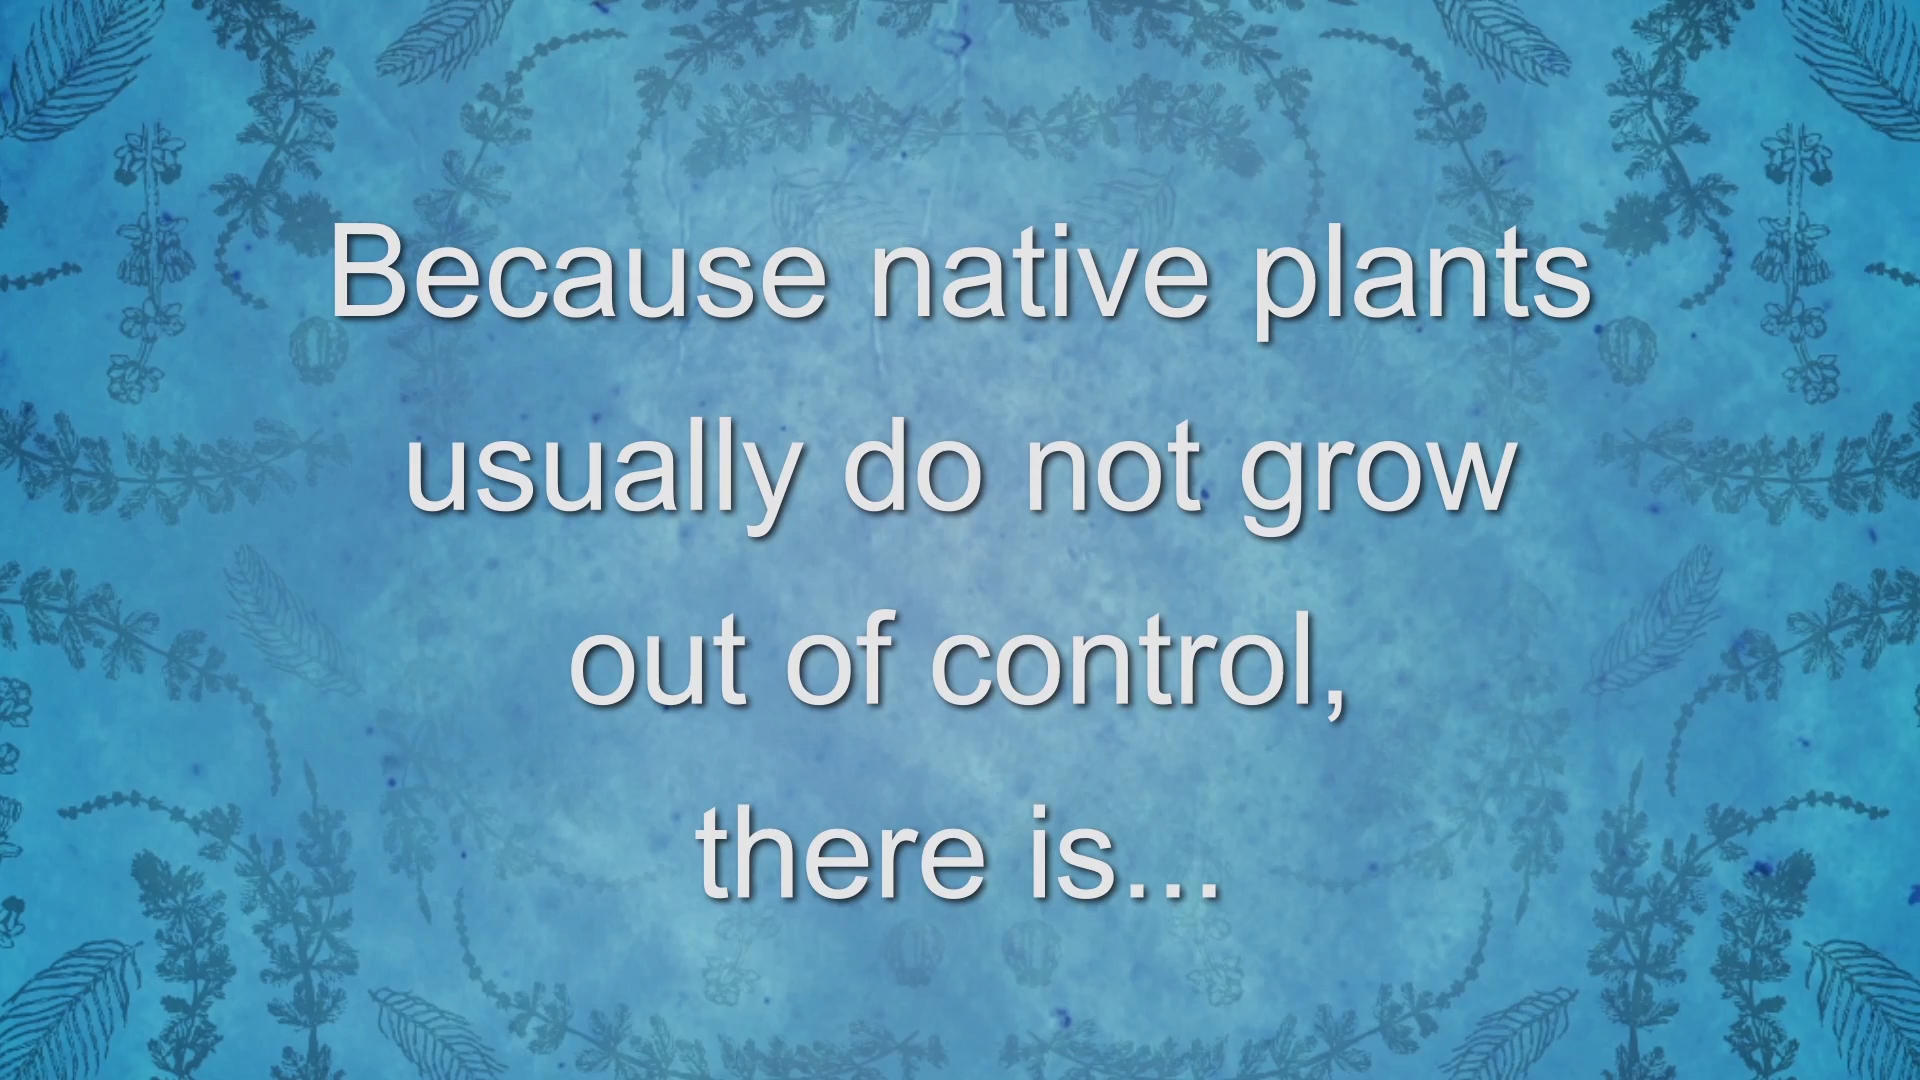 Because native plants
usually do not grow
out of control,
there is...